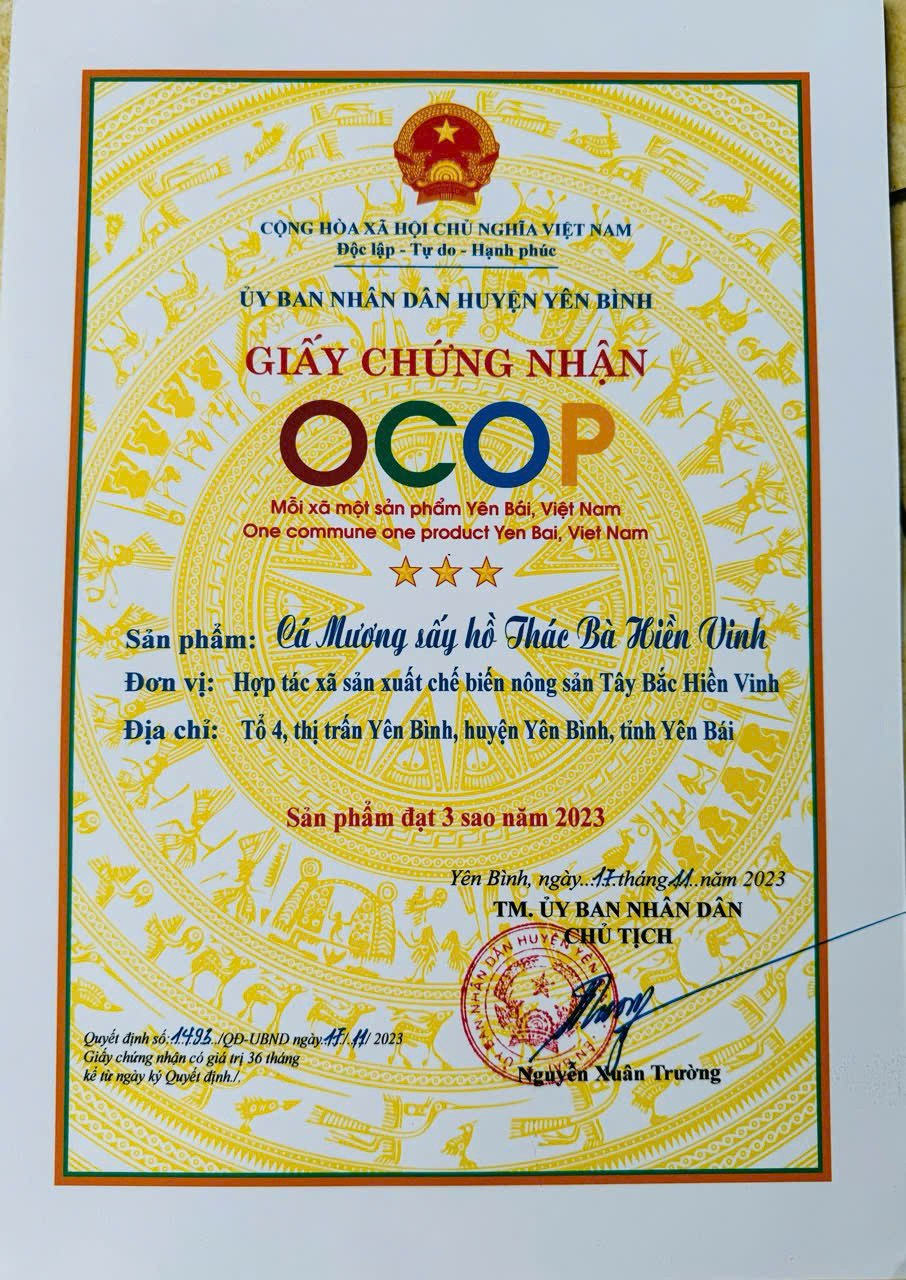 CỘNG HÒA XÃ HỘI CHỦ NGHĨA VIỆT NAM
Độc lập - Tự do - Hạnh phúc
ỦY BAN NHÂN DÂN HUYỆN YÊN BÌNH
GIẤY CHỨNG NHẬN
OCOP
Mỗi xã một sản phẩm Yên Bái, Việt Nam
One commune one product Yen Bai, Viet Nam
Sản phẩm: Cá Mương sấy hồ Thác Bà Hiền Vinh
Đơn vị: Hợp tác xã sản xuất chế biến nông sản Tây Bắc Hiền Vinh
Địa chỉ: Tổ 4, thị trấn Yên Bình, huyện Yên Bình, tỉnh Yên Bái
Sản phẩm đạt 3 sao năm 2023
Yên Bình, ngày...17.tháng.11..năm 2023
TM. ỦY BAN NHÂN DÂN
CHỦ TỊCH
ỦY BAN NHÂN DÂN HUYỆN YÊN
Quyết định số:1493../QĐ-UBND ngày.17./.11/ 2023
Giấy chứng nhận có giá trị 36 tháng
kể từ ngày ký Quyết định./.
Nguyễn Xuân Trường